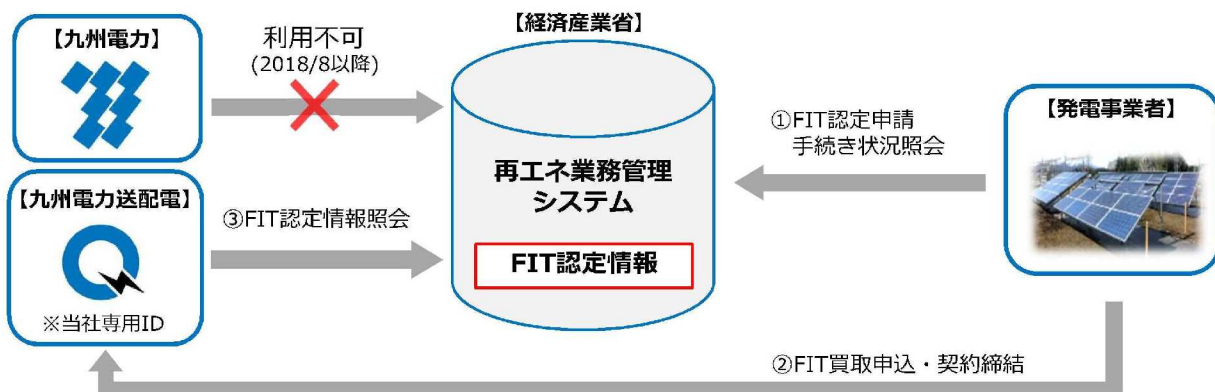 【九州電力】
利用不可
(2018/8以降)
【経済産業省】
再エネ業務管理
システム
FIT認定情報
①FIT認定申請
手続き状況照会
【発電事業者】
【九州電力送配電】
※当社専用ID
③FIT認定情報照会
②FIT買取申込・契約締結